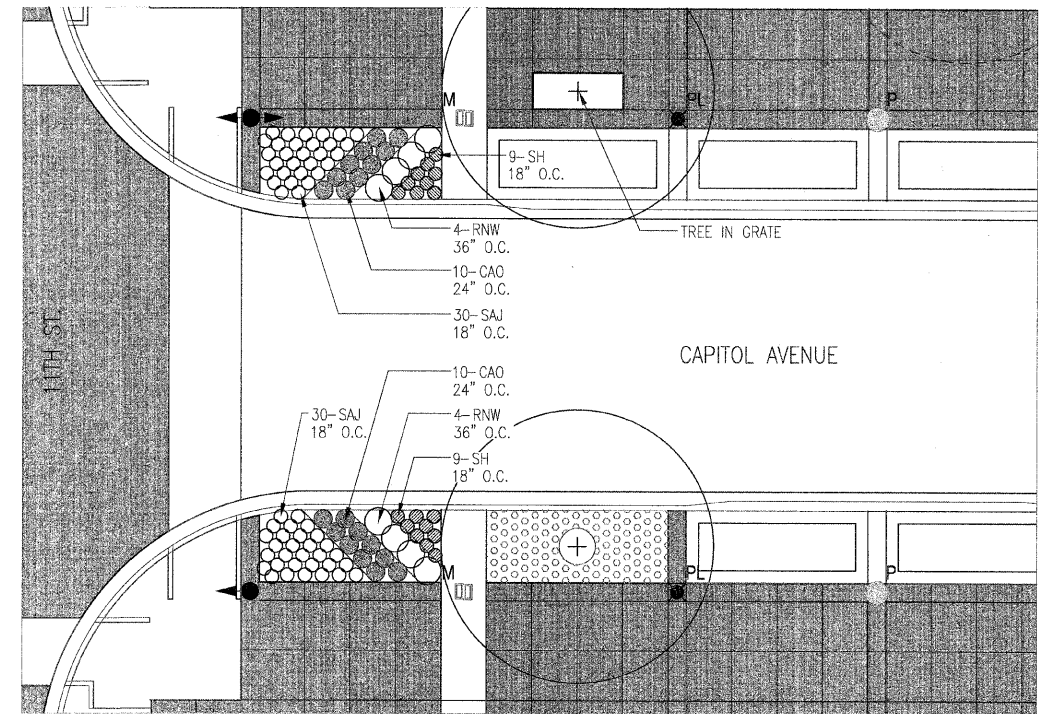 M
PL
P
9-SH
18" O.C.
4-RNW
36" O.C.
TREE IN GRATE
10-CAO
24" O.C.
30-SAJ
18" O.C.
11TH ST.
CAPITOL AVENUE
10-CAO
24" O.C.
30-SAJ
18" O.C.
4-RNW
36" O.C.
9-SH
18" O.C.
M
PL
P